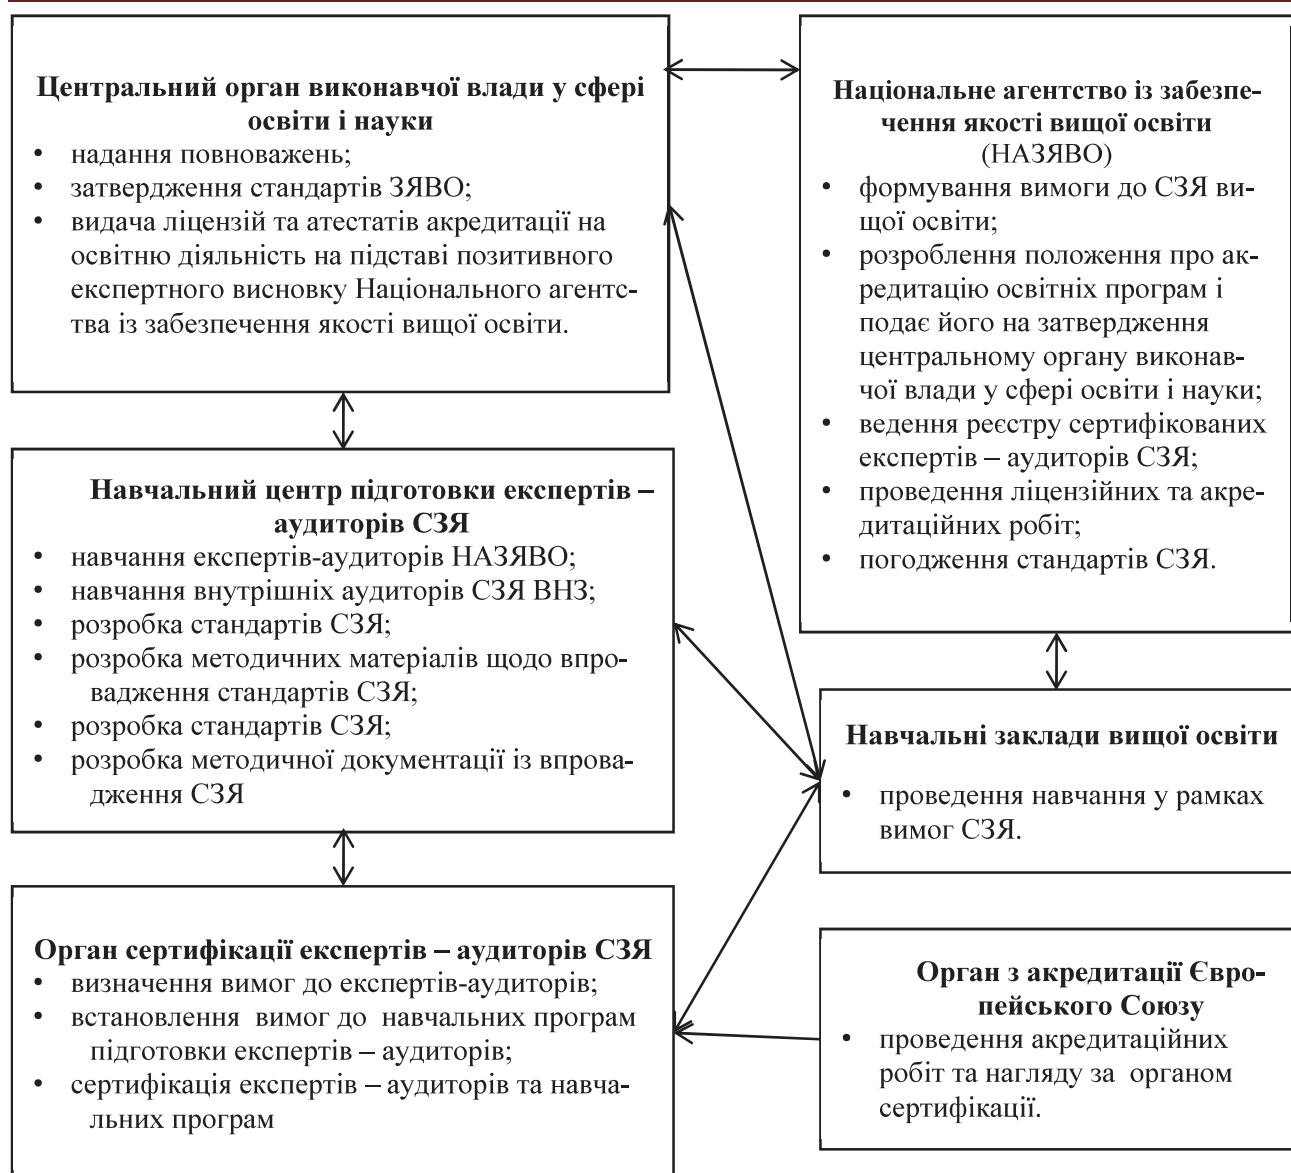 Центральний орган виконавчої влади у сфері
освіти і науки
• надання повноважень;
• затвердження стандартів ЗЯВО;
• видача ліцензій та атестатів акредитації на
освітню діяльність на підставі позитивного
експертного висновку Національного агентс-
тва із забезпечення якості вищої освіти.
Національне агентство із забезпе-
чення якості вищої освіти
(НАЗЯВО)
• формування вимоги до СЗЯ ви-
щої освіти;
• розроблення положення про ак-
редитацію освітніх програм і
подає його на затвердження
центральному органу виконав-
чої влади у сфері освіти і науки;
• ведення реєстру сертифікованих
експертів – аудиторів СЗЯ;
• проведення ліцензійних та акре-
дитаційних робіт;
• погодження стандартів СЗЯ.
Навчальний центр підготовки експертів –
аудиторів СЗЯ
• навчання експертів-аудиторів НАЗЯВО;
• навчання внутрішніх аудиторів СЗЯ ВНЗ;
• розробка стандартів СЗЯ;
• розробка методичних матеріалів щодо впро-
вадження стандартів СЗЯ;
• розробка стандартів СЗЯ;
• розробка методичної документації із впрова-
дження СЗЯ
Навчальні заклади вищої освіти
• проведення навчання у рамках
вимог СЗЯ.
Орган сертифікації експертів – аудиторів СЗЯ
• визначення вимог до експертів-аудиторів;
• встановлення вимог до навчальних програм
підготовки експертів – аудиторів;
• сертифікація експертів – аудиторів та навча-
льних програм
Орган з акредитації Євро-
пейського Союзу
• проведення акредитаційних
робіт та нагляду за органом
сертифікації.